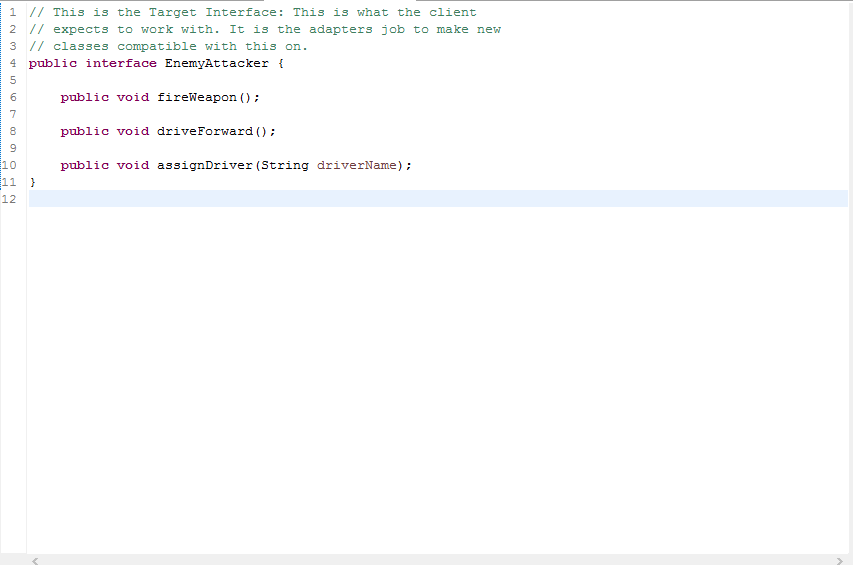 1 // This is the Target Interface: This is what the client
2 // expects to work with. It is the adapters job to make new
3 // classes compatible with this on.
4 public interface EnemyAttacker {
5
6     public void fireWeapon();
7
8     public void driveForward();
9
10     public void assignDriver(String driverName);
11 }
12